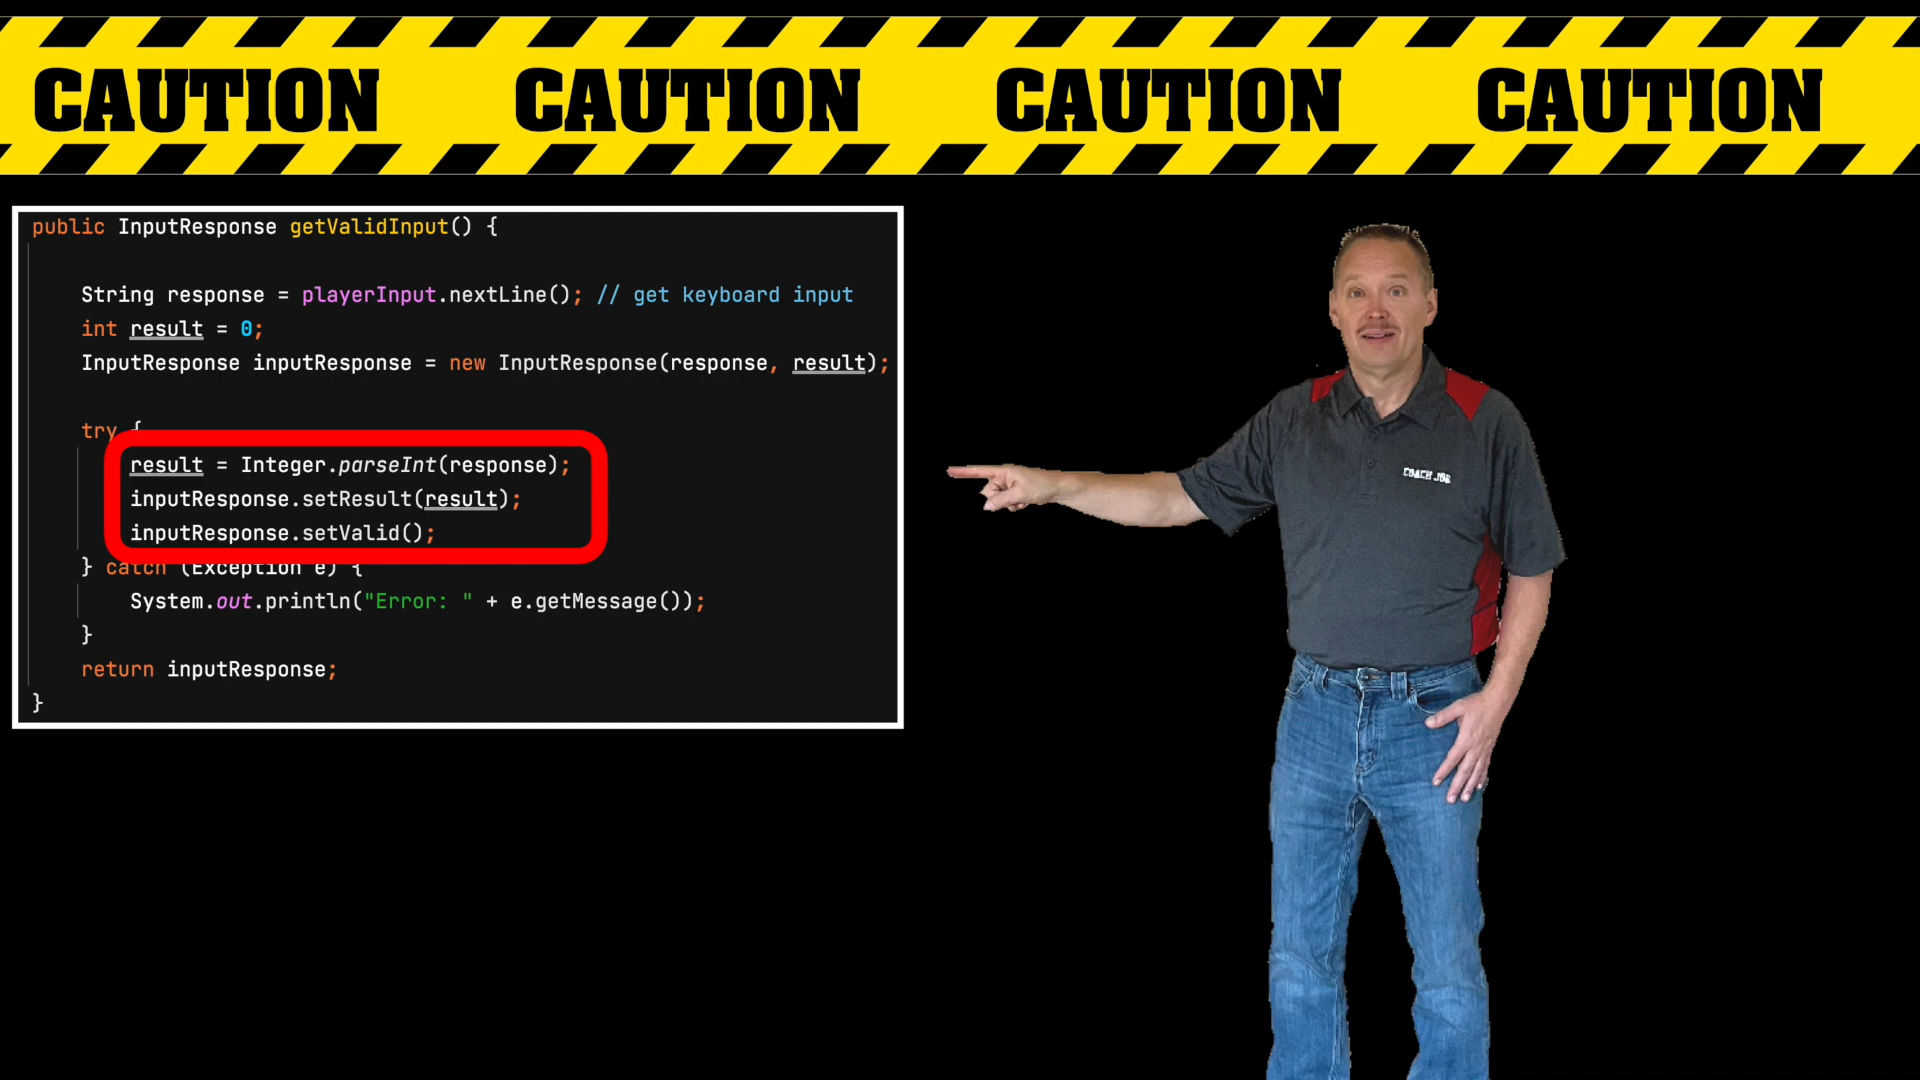 CAUTION CAUTION CAUTION CAUTION
public InputResponse getValidInput() {
String response = playerInput.nextLine(); // get keyboard input
int result = 0;
InputResponse inputResponse = new InputResponse(response, result);
try {
result = Integer.parseInt(response);
inputResponse.setResult(result);
inputResponse.setValid();
} catch (Exception e) {
System.out.println("Error: " + e.getMessage());
}
return inputResponse;
}
COACH JOE